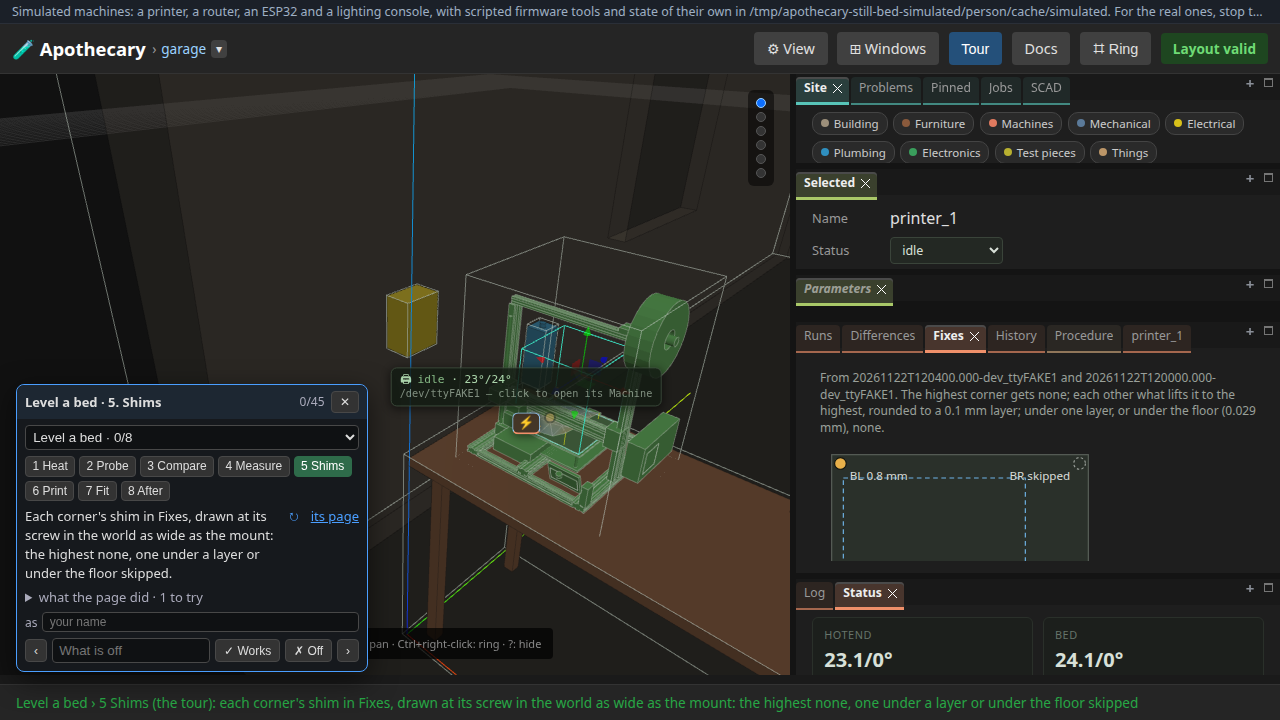 Simulated machines: a printer, a router, an ESP32 and a lighting console, with scripted firmware tools and state of their own in /tmp/apothecary-still-bed-simulated/person/cache/simulated. For the real ones, stop t…
Apothecary › garage ▾
View
Windows
Tour
Docs
Ring
Layout valid
Site
Problems
Pinned
Jobs
SCAD
Building
Furniture
Machines
Mechanical
Electrical
Plumbing
Electronics
Test pieces
Things
Selected
Name printer_1
Status idle
Parameters
Runs
Differences
Fixes
History
Procedure
printer_1
From 20261122T120400.000-dev_ttyFAKE1 and 20261122T120000.000-
dev_ttyFAKE1. The highest corner gets none; each other what lifts it to the
highest, rounded to a 0.1 mm layer; under one layer, or under the floor (0.029
mm), none.
BL 0.8 mm
BR skipped
Log
Status
HOTEND
23.1/0°
BED
24.1/0°
idle · 23°/24°
/dev/ttyFAKE1 — click to open its Machine
Level a bed · 5. Shims
0/45
Level a bed · 0/8
1 Heat
2 Probe
3 Compare
4 Measure
5 Shims
6 Print
7 Fit
8 After
Each corner's shim in Fixes, drawn at its
screw in the world as wide as the mount:
the highest none, one under a layer or
under the floor skipped.
↻ its page
▶ what the page did · 1 to try
as your name
‹ What is off ✓ Works ✗ Off ›
pan · Ctrl+right-click: ring · ?: hide
Level a bed › 5 Shims (the tour): each corner's shim in Fixes, drawn at its screw in the world as wide as the mount: the highest none, one under a layer or under the floor skipped